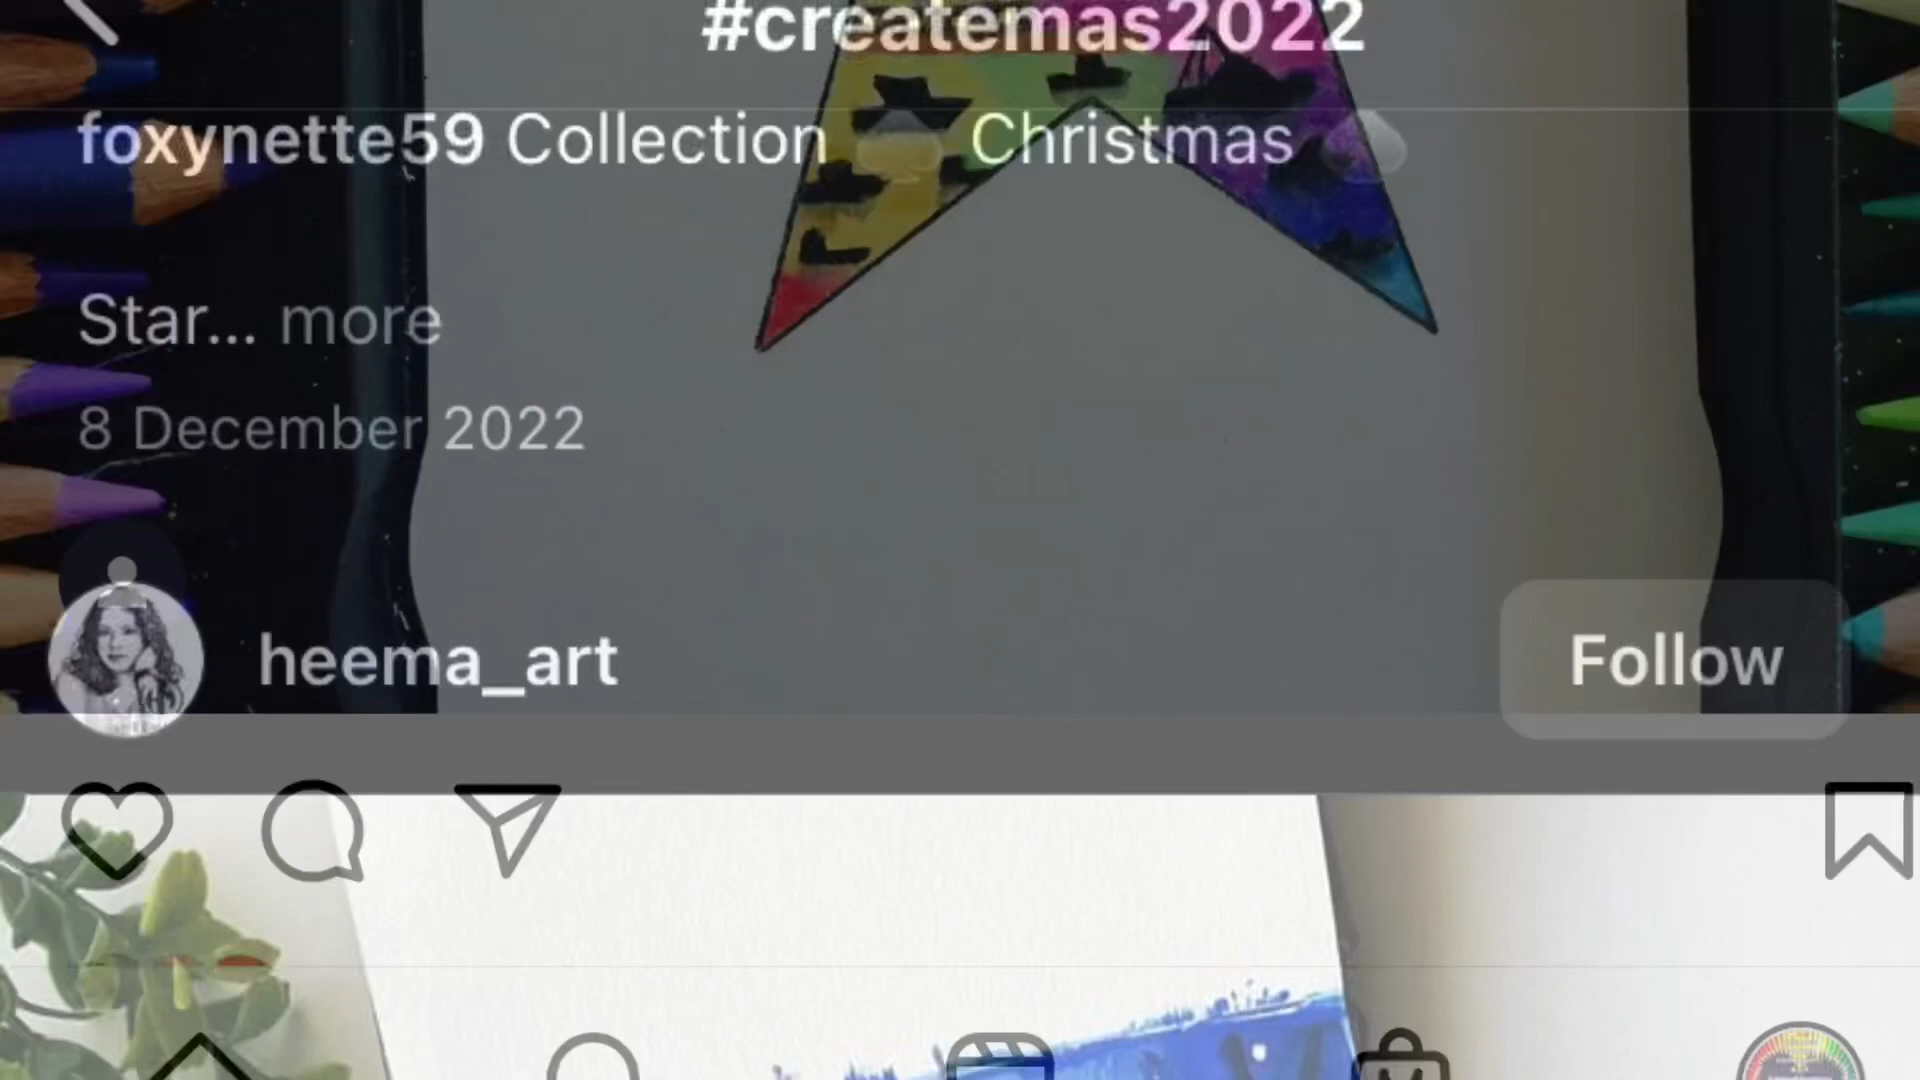 #createmas2022
foxynette59 Collection Christmas
Star... more
8 December 2022
heema_art
Follow